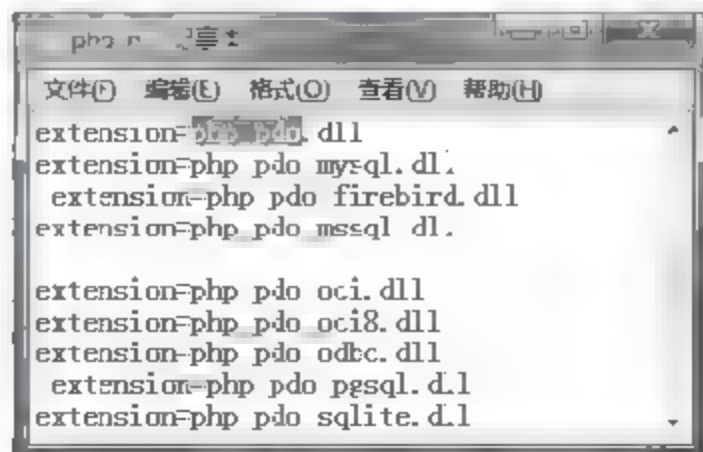 文件(F) 编辑(E) 格式(O) 查看(V) 帮助(H)
extension=php_pdo.dll
extension=php_pdo_mysql.dll
extension=php_pdo_firebird.dll
extension=php_pdo_mssql.dll
extension=php_pdo_oci.dll
extension=php_pdo_oci8.dll
extension=php_pdo_odbc.dll
extension=php_pdo_pgsql.dll
extension=php_pdo_sqlite.dll